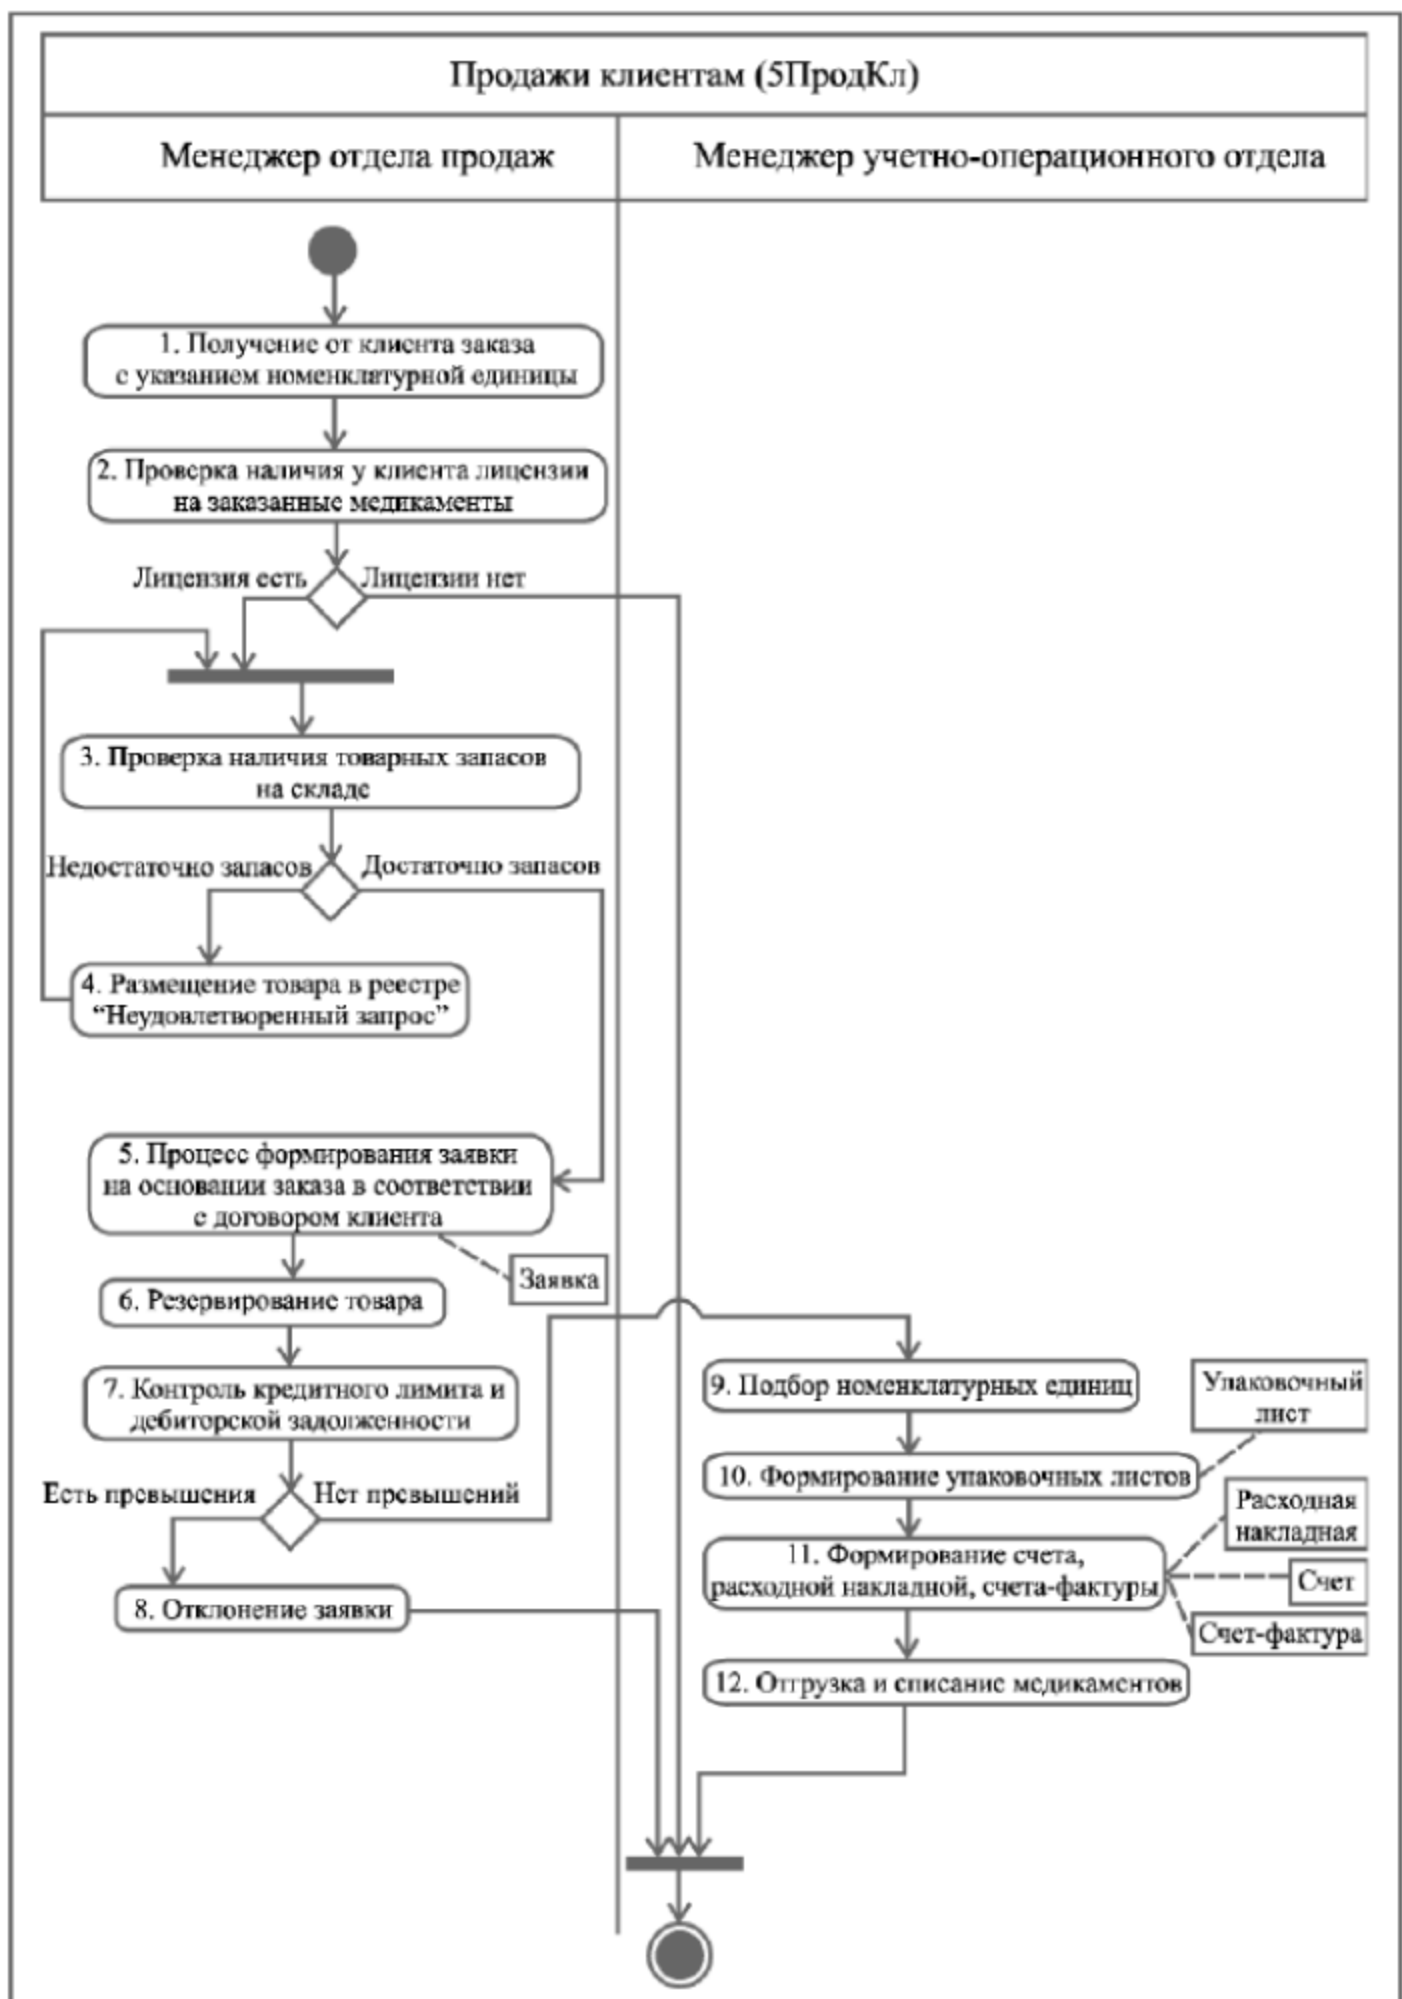 Продажи клиентам (5ПродКл)
Менеджер отдела продаж
Менеджер учетно-операционного отдела
1. Получение от клиента заказа
с указанием номенклатурной единицы
2. Проверка наличия у клиента лицензии
на заказанные медикаменты
Лицензия есть
Лицензии нет
3. Проверка наличия товарных запасов
на складе
Недостаточно запасов
Достаточно запасов
4. Размещение товара в реестре
“Неудовлетворенный запрос”
5. Процесс формирования заявки
на основании заказа в соответствии
с договором клиента
Заявка
6. Резервирование товара
7. Контроль кредитного лимита и
дебиторской задолженности
Есть превышения
Нет превышений
8. Отклонение заявки
9. Подбор номенклатурных единиц
Упаковочный
лист
10. Формирование упаковочных листов
Расходная
накладная
11. Формирование счета,
расходной накладной, счета-фактуры
Счет
Счет-фактура
12. Отгрузка и списание медикаментов